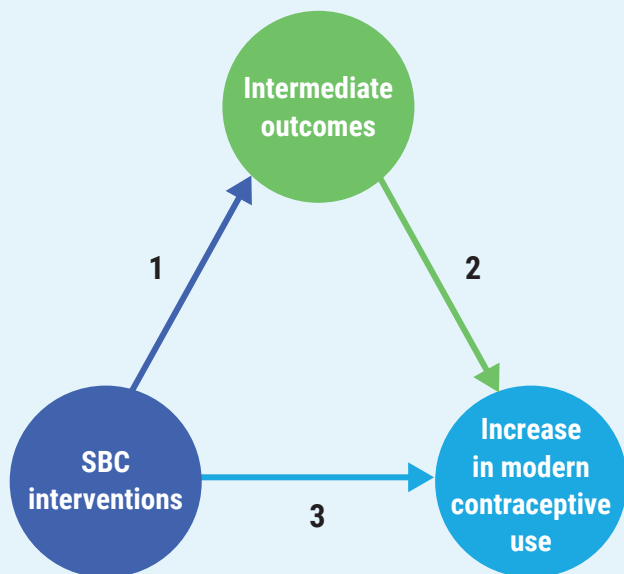 Intermediate
outcomes
1
2
SBC
interventions
3
Increase
in modern
contraceptive
use